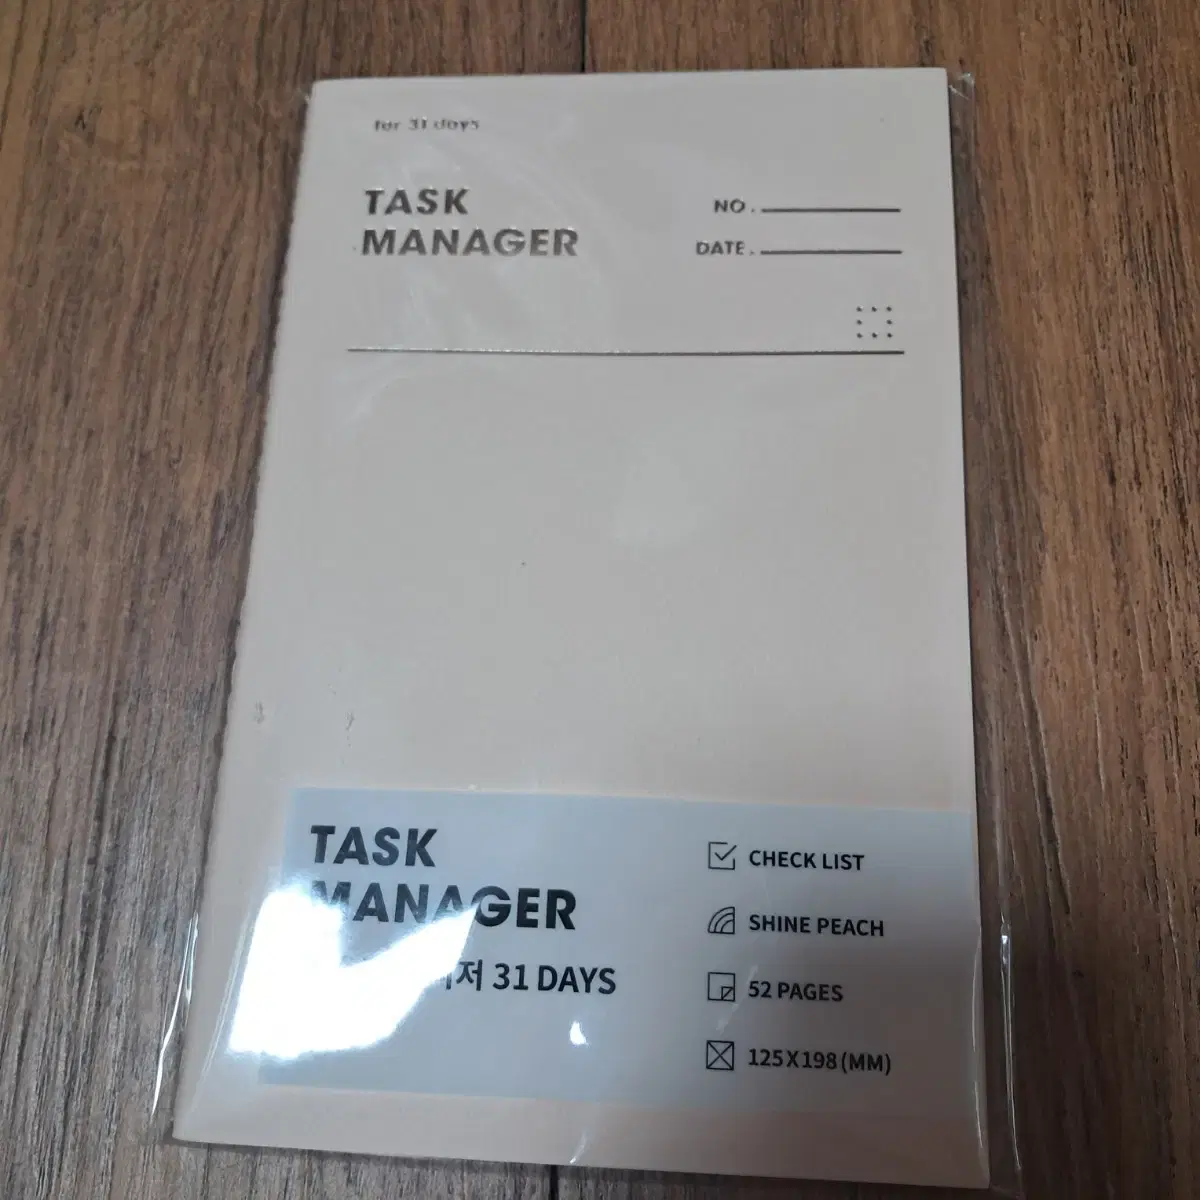 for 31 days
TASK
MANAGER
NO.
DATE.
TASK
MANAGER
저 31 DAYS
CHECK LIST
SHINE PEACH
52 PAGES
125X198(MM)